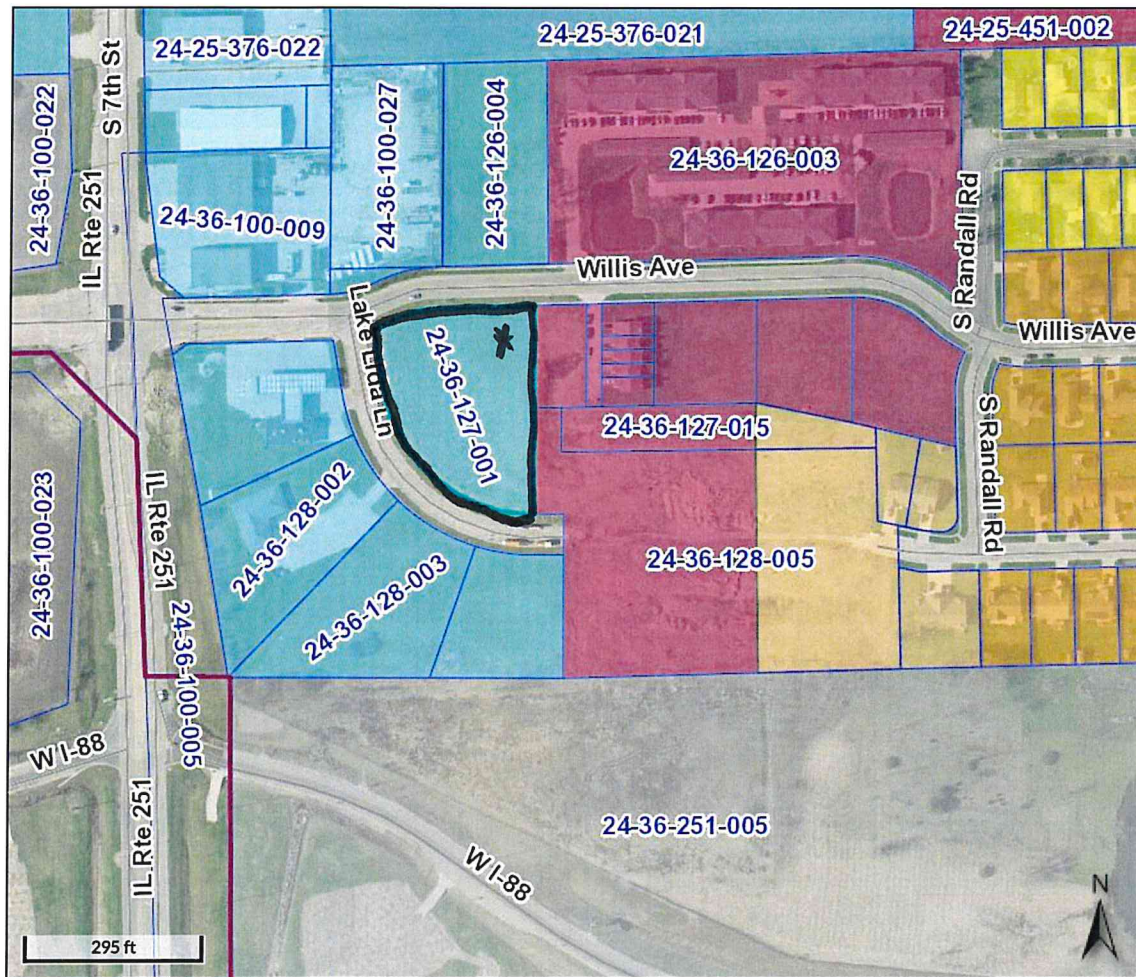 S 7th St
24-25-376-022
24-25-376-021
24-25-451-002
24-36-100-022
24-36-100-027
24-36-126-004
24-36-126-003
IL Rte 251
24-36-100-009
S Randall Rd
Willis Ave
Willis Ave
Lake Lida Ln
24-36-127-001
24-36-127-015
S Randall Rd
24-36-100-023
IL Rte 251
24-36-128-002
24-36-128-003
24-36-128-005
24-36-100-005
W I-88
IL Rte 251
24-36-251-005
W I-88
N
295 ft